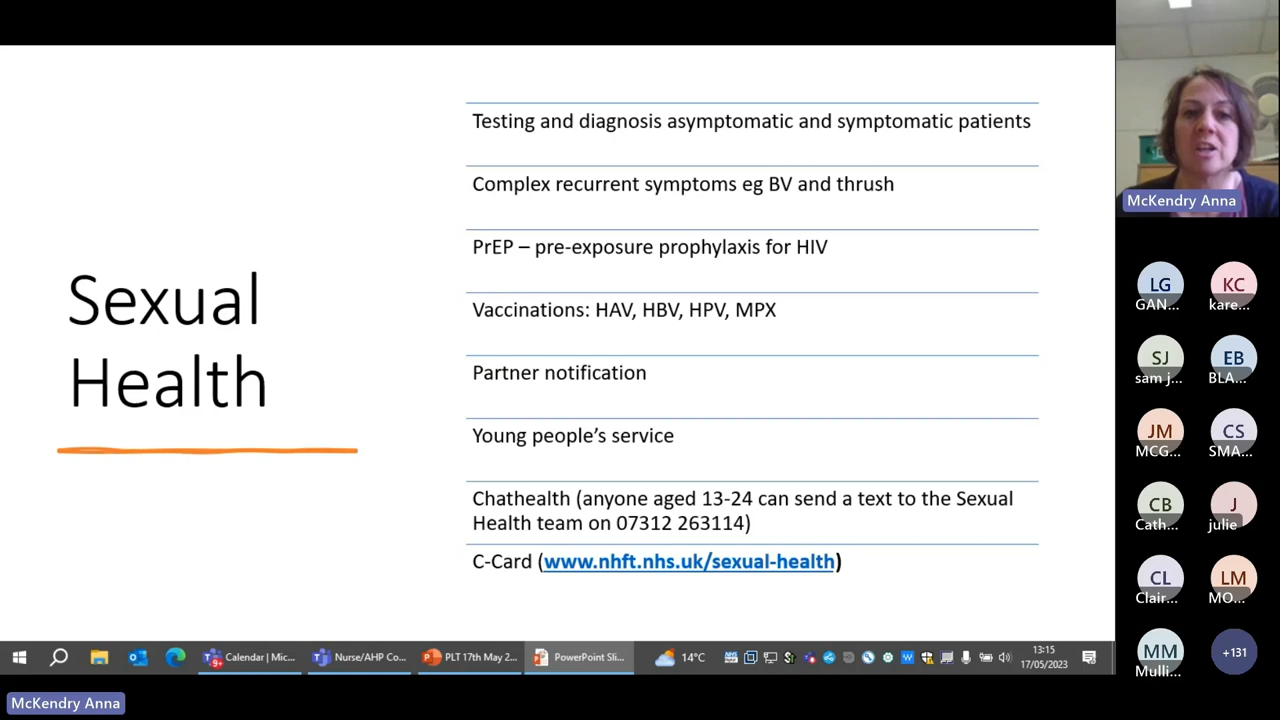 Sexual
Health
Testing and diagnosis asymptomatic and symptomatic patients
Complex recurrent symptoms eg BV and thrush
PrEP – pre-exposure prophylaxis for HIV
Vaccinations: HAV, HBV, HPV, MPX
Partner notification
Young people’s service
Chathealth (anyone aged 13-24 can send a text to the Sexual
Health team on 07312 263114)
C-Card (www.nhft.nhs.uk/sexual-health)
McKendry Anna
LG
GAN...
KC
kare...
SJ
sam j...
EB
BLA...
JM
MCG...
CS
SMA...
CB
Cath...
J
julie
CL
Clair...
LM
MO...
MM
Mulli...
+131
Calendar | Mic...
Nurse/AHP Co...
PLT 17th May 2...
PowerPoint Sli...
14°C
13:15
17/05/2023
McKendry Anna